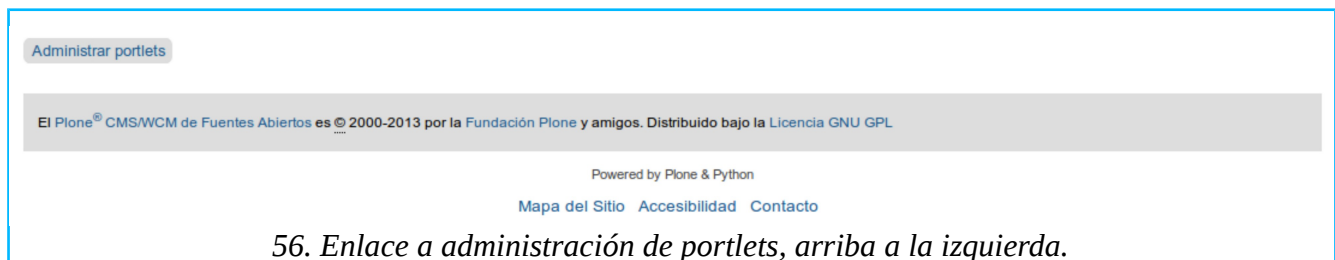 Administrar portlets
El Plone® CMS/WCM de Fuentes Abiertos es © 2000-2013 por la Fundación Plone y amigos. Distribuido bajo la Licencia GNU GPL
Powered by Plone & Python
Mapa del Sitio Accesibilidad Contacto
56. Enlace a administración de portlets, arriba a la izquierda.